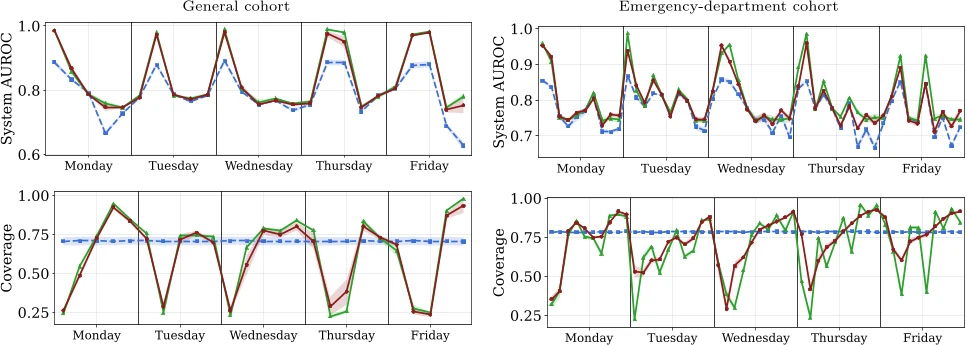 General cohort
Emergency-department cohort
System AUROC
1.0
0.8
0.6
Monday Tuesday Wednesday Thursday Friday
System AUROC
1.0
0.9
0.8
0.7
Monday Tuesday Wednesday Thursday Friday
Coverage
1.00
0.75
0.50
0.25
Monday Tuesday Wednesday Thursday Friday
Coverage
1.00
0.75
0.50
0.25
Monday Tuesday Wednesday Thursday Friday